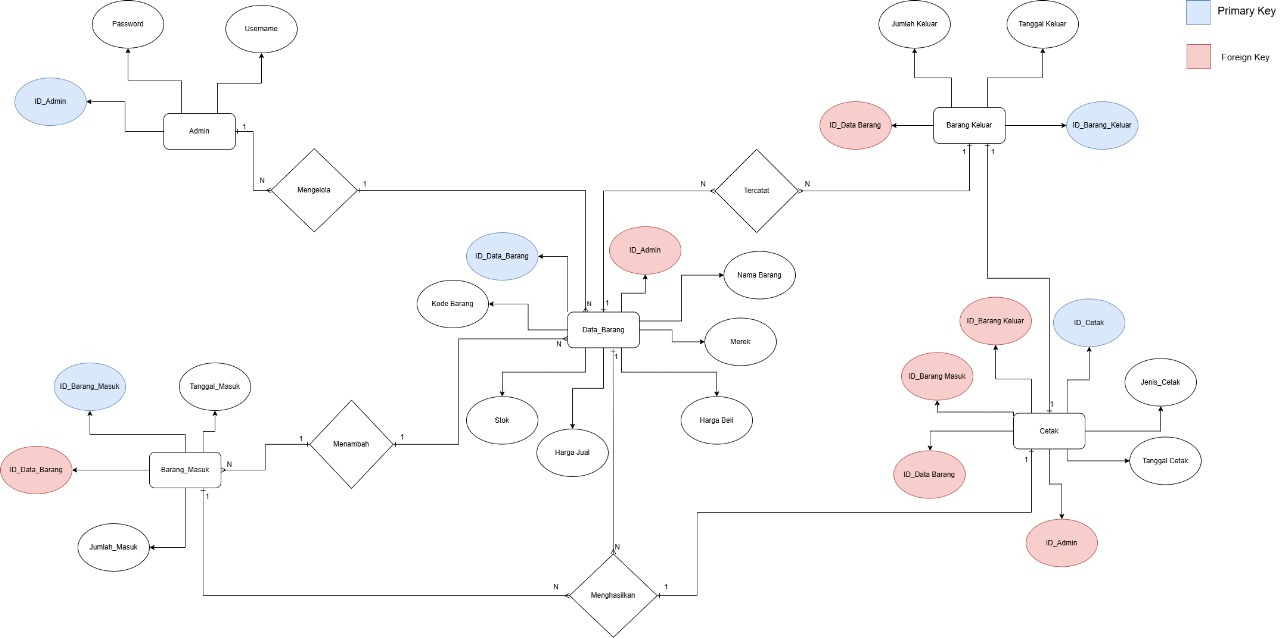 Primary Key
Foreign Key
Password
Username
ID_Admin
Admin
1
N
Mengelola
1
Jumlah Keluar
Tanggal Keluar
ID_Data Barang
Barang Keluar
ID_Barang_Keluar
1
1
N
Tercatat
N
ID_Data_Barang
ID_Admin
Nama Barang
Kode Barang
N
1
Data_Barang
N
1
Merek
Stok
Harga Jual
Harga Beli
ID_Barang_Masuk
Tanggal_Masuk
ID_Data_Barang
Barang_Masuk
N
1
Jumlah_Masuk
1
Menambah
1
ID_Barang Keluar
ID_Cetak
ID_Barang Masuk
Jenis_Cetak
1
Cetak
1
ID_Data Barang
Tanggal Cetak
ID_Admin
N
N
Menghasilkan
1